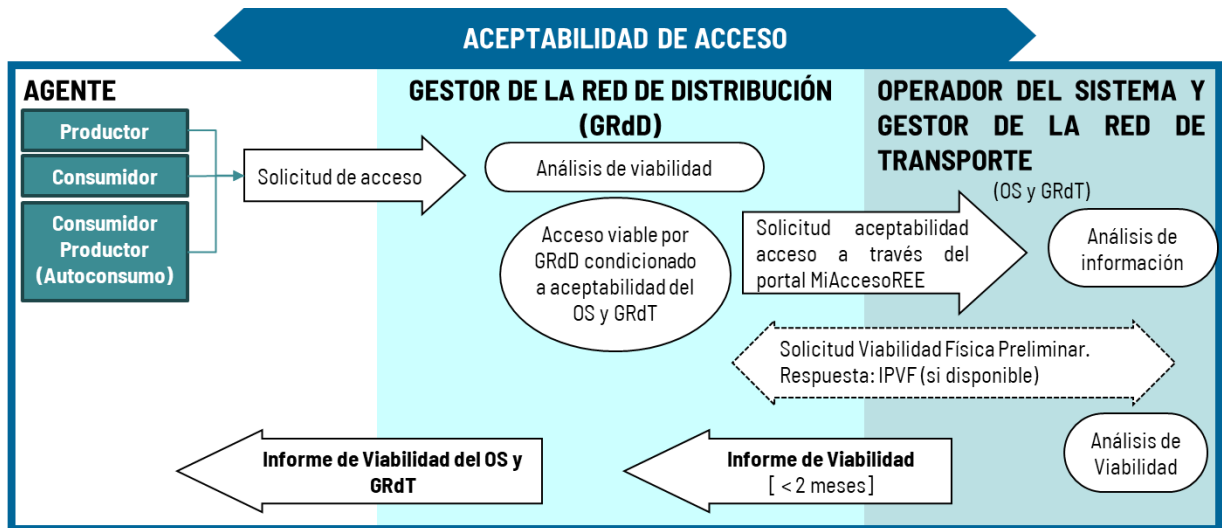 ACEPTABILIDAD DE ACCESO
AGENTE
Productor
Consumidor
Consumidor
Productor
(Autoconsumo)
Solicitud de acceso
GESTOR DE LA RED DE DISTRIBUCIÓN
(GRdD)
Análisis de viabilidad
Acceso viable por
GRdD condicionado
a aceptabilidad del
OS y GRdT
OPERADOR DEL SISTEMA Y
GESTOR DE LA RED DE
TRANSPORTE
(OS y GRdT)
Solicitud aceptabilidad
acceso a través del
portal MiAccesoREE
Análisis de
información
Solicitud Viabilidad Física Preliminar.
Respuesta: IPVF (si disponible)
Análisis de
Viabilidad
Informe de Viabilidad
[ < 2 meses]
Informe de Viabilidad del OS y
GRdT